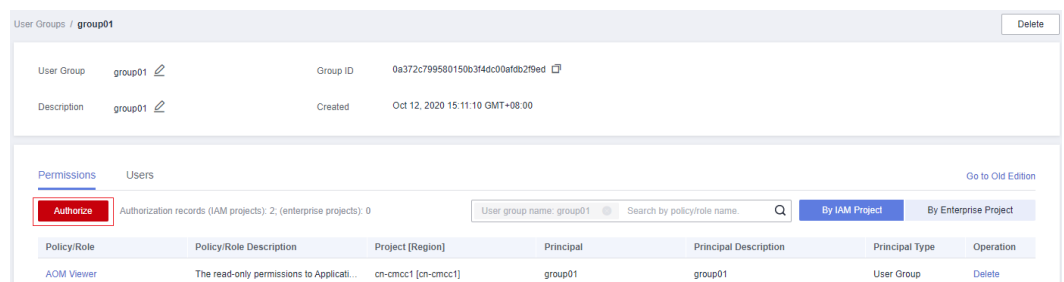 User Groups / group01 Delete
User Group group01 Group ID 0a372c799580150b3f4dc00afdb2f9ed
Description group01 Created Oct 12, 2020 15:11:10 GMT+08:00
Permissions Users Go to Old Edition
Authorize Authorization records (IAM projects): 2; (enterprise projects): 0 User group name: group01 Search by policy/role name. By IAM Project By Enterprise Project
Policy/Role Policy/Role Description Project [Region] Principal Principal Description Principal Type Operation
AOM Viewer The read-only permissions to Applicati... cn-cmcc1 [cn-cmcc1] group01 group01 User Group Delete